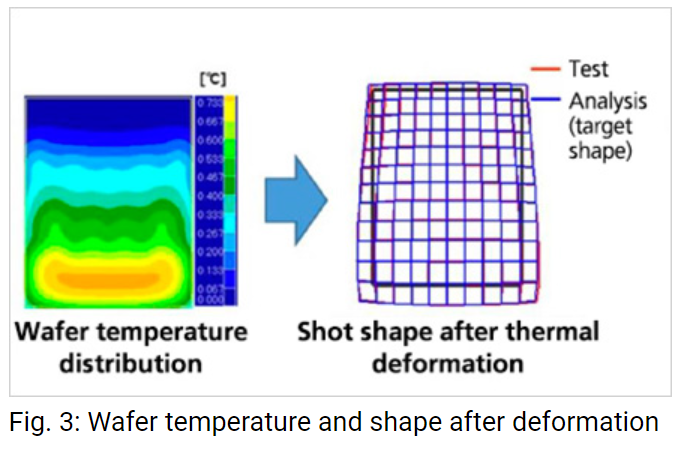 [℃]
0.733
0.667
0.600
0.533
0.467
0.400
0.333
0.267
0.200
0.133
0.067
0.000
Test
Analysis
(target
shape)
Wafer temperature
distribution
Shot shape after thermal
deformation
Fig. 3: Wafer temperature and shape after deformation